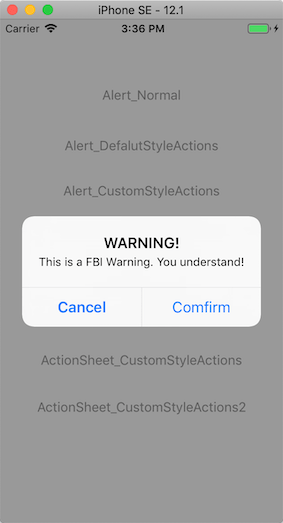 iPhone SE - 12.1
Carrier 3:36 PM
Alert_Normal
Alert_DefalutStyleActions
Alert_CustomStyleActions
WARNING!
This is a FBI Warning. You understand!
Cancel Comfirm
ActionSheet_CustomStyleActions
ActionSheet_CustomStyleActions2